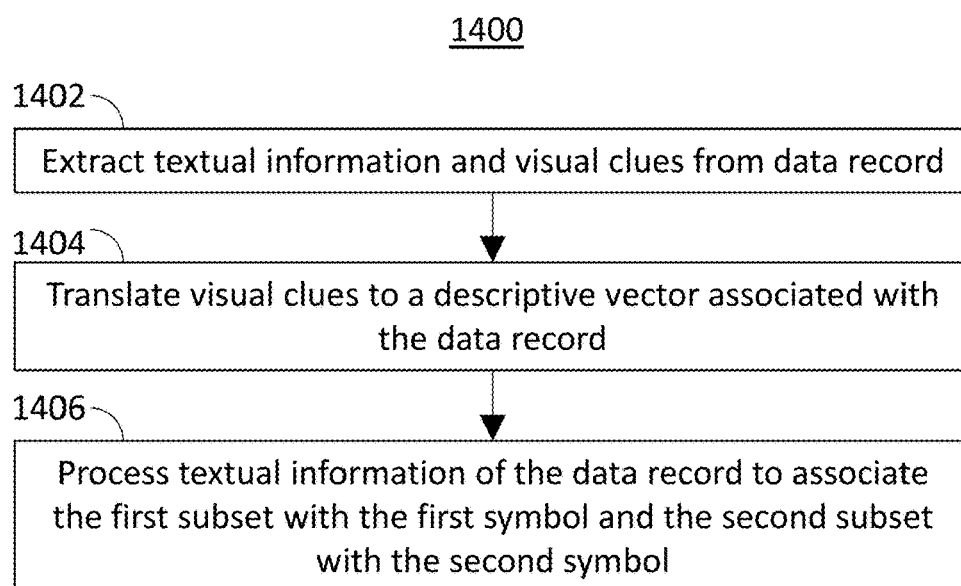 1400
1402
Extract textual information and visual clues from data record
1404
Translate visual clues to a descriptive vector associated with
the data record
1406
Process textual information of the data record to associate
the first subset with the first symbol and the second subset
with the second symbol